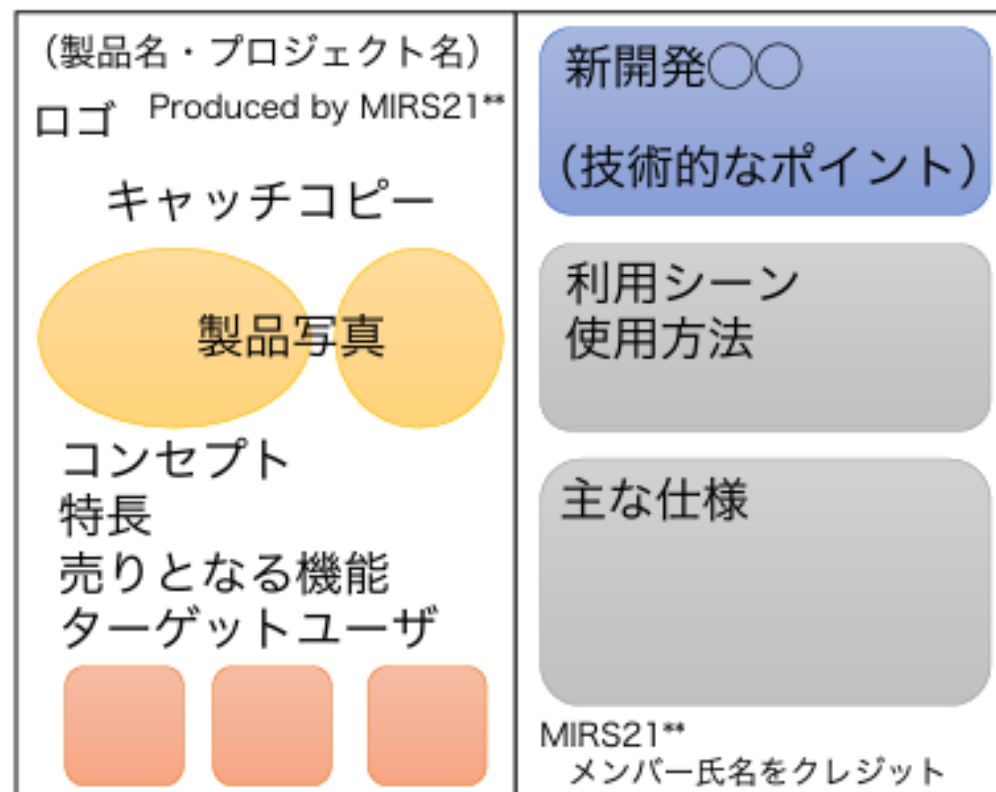 （製品名・プロジェクト名）
ロゴ Produced by MIRS21**
キャッチコピー
製品写真
コンセプト
特長
売りとなる機能
ターゲットユーザ
新開発◯◯
（技術的なポイント）
利用シーン
使用方法
主な仕様
MIRS21**
メンバー氏名をクレジット